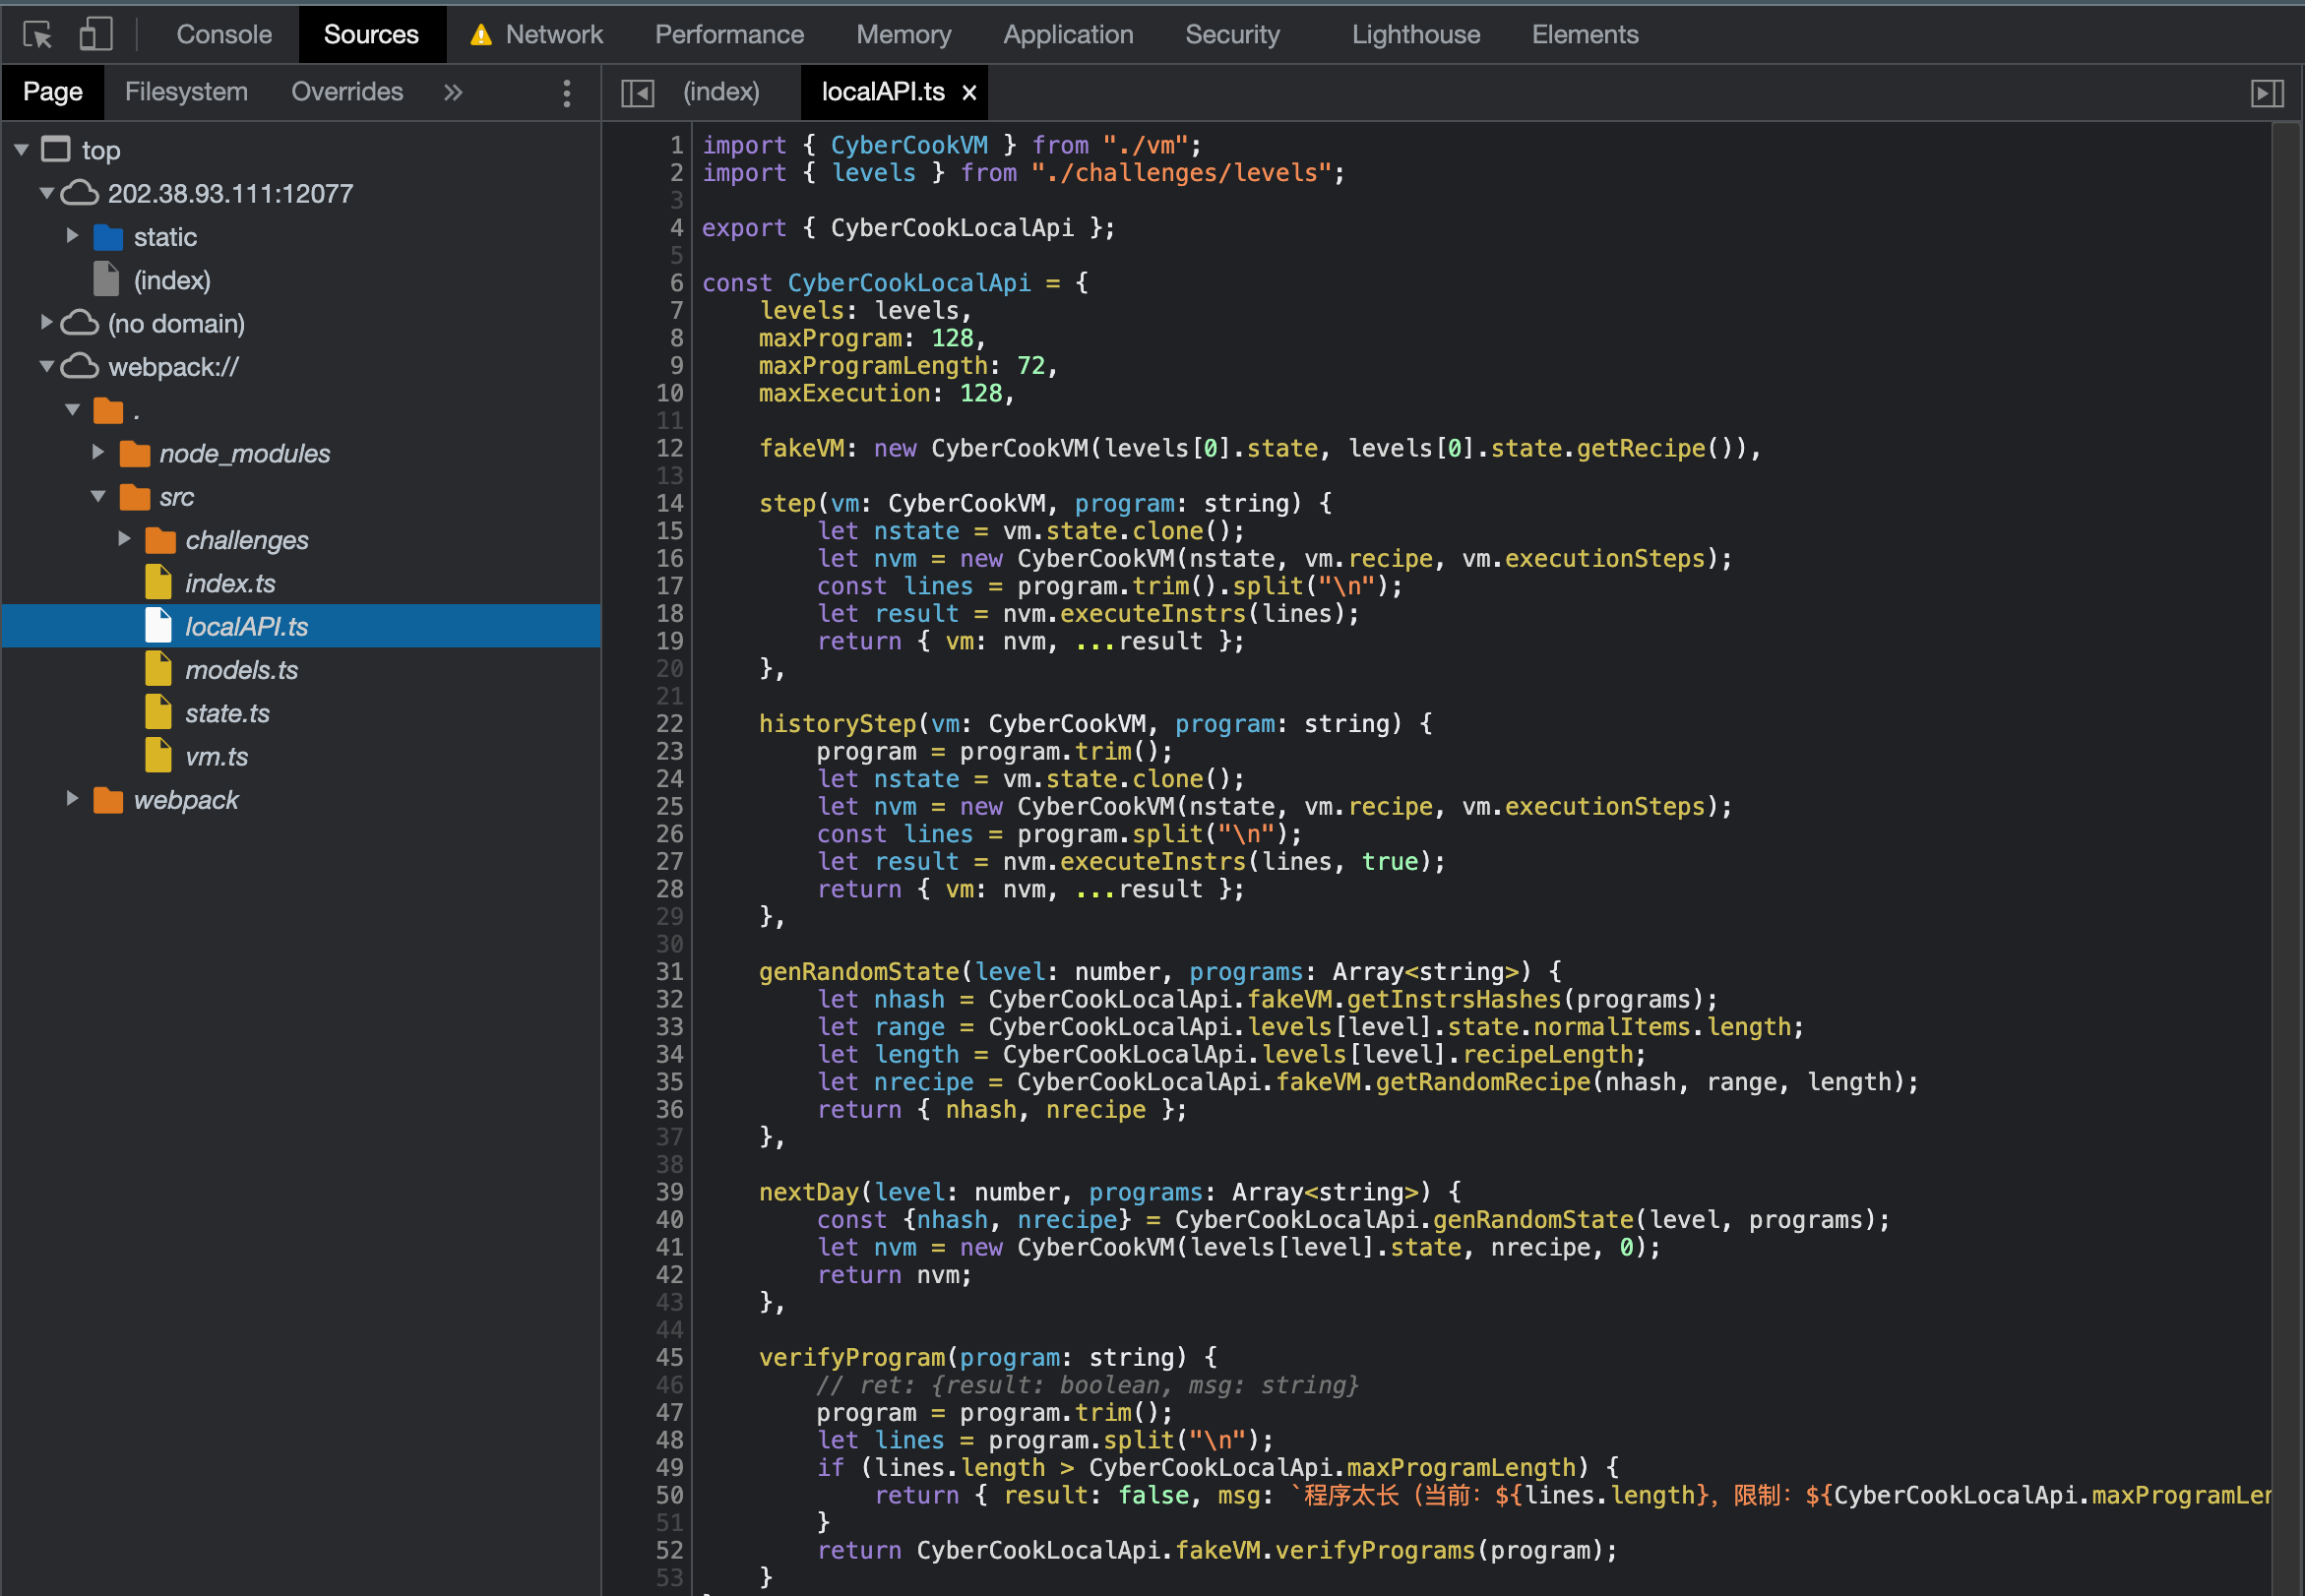 Console Sources Network Performance Memory Application Security Lighthouse Elements
Page Filesystem Overrides » (index) localAPI.ts ×
top
202.38.93.111:12077
static
(index)
(no domain)
webpack://
.
node_modules
src
challenges
index.ts
localAPI.ts
models.ts
state.ts
vm.ts
webpack
1 import { CyberCookVM } from "./vm";
2 import { levels } from "./challenges/levels";
3
4 export { CyberCookLocalApi };
5
6 const CyberCookLocalApi = {
7     levels: levels,
8     maxProgram: 128,
9     maxProgramLength: 72,
10     maxExecution: 128,
11
12     fakeVM: new CyberCookVM(levels[0].state, levels[0].state.getRecipe()),
13
14     step(vm: CyberCookVM, program: string) {
15         let nstate = vm.state.clone();
16         let nvm = new CyberCookVM(nstate, vm.recipe, vm.executionSteps);
17         const lines = program.trim().split("\n");
18         let result = nvm.executeInstrs(lines);
19         return { vm: nvm, ...result };
20     },
21
22     historyStep(vm: CyberCookVM, program: string) {
23         program = program.trim();
24         let nstate = vm.state.clone();
25         let nvm = new CyberCookVM(nstate, vm.recipe, vm.executionSteps);
26         const lines = program.split("\n");
27         let result = nvm.executeInstrs(lines, true);
28         return { vm: nvm, ...result };
29     },
30
31     genRandomState(level: number, programs: Array<string>) {
32         let nhash = CyberCookLocalApi.fakeVM.getInstrsHashes(programs);
33         let range = CyberCookLocalApi.levels[level].state.normalItems.length;
34         let length = CyberCookLocalApi.levels[level].recipeLength;
35         let nrecipe = CyberCookLocalApi.fakeVM.getRandomRecipe(nhash, range, length);
36         return { nhash, nrecipe };
37     },
38
39     nextDay(level: number, programs: Array<string>) {
40         const {nhash, nrecipe} = CyberCookLocalApi.genRandomState(level, programs);
41         let nvm = new CyberCookVM(levels[level].state, nrecipe, 0);
42         return nvm;
43     },
44
45     verifyProgram(program: string) {
46         // ret: {result: boolean, msg: string}
47         program = program.trim();
48         let lines = program.split("\n");
49         if (lines.length > CyberCookLocalApi.maxProgramLength) {
50             return { result: false, msg: `程序太长（当前：${lines.length}，限制：${CyberCookLocalApi.maxProgramLen
51         }
52         return CyberCookLocalApi.fakeVM.verifyPrograms(program);
53     }